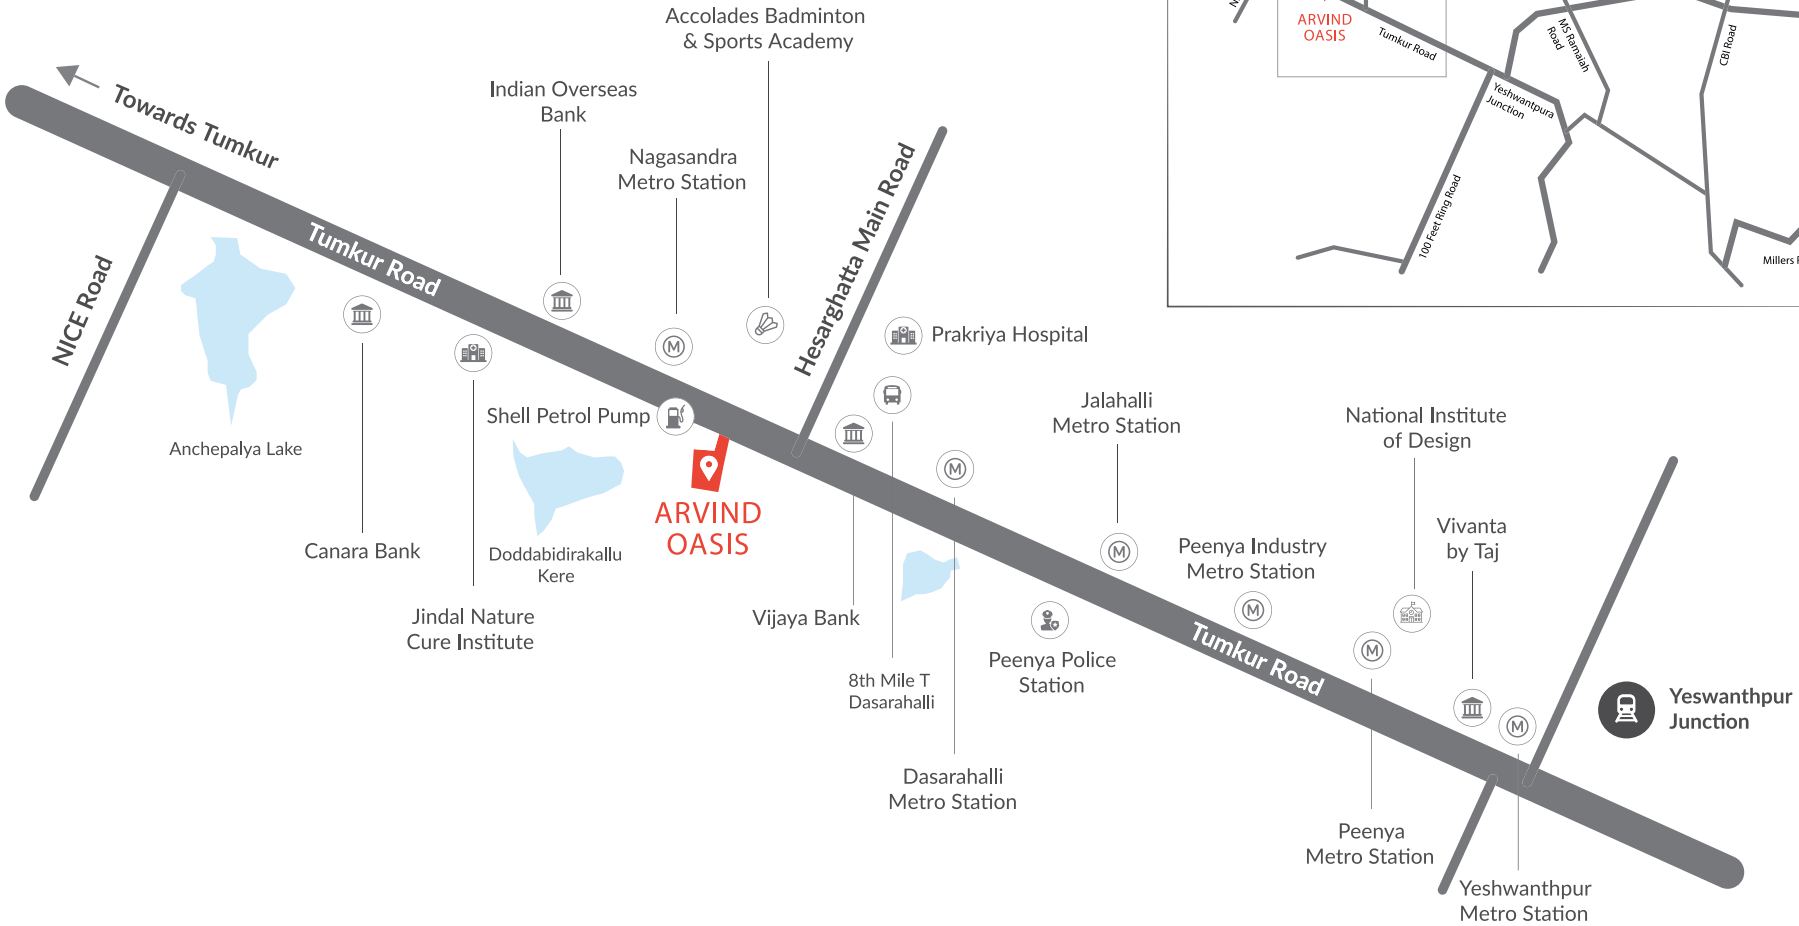 Accolades Badminton
& Sports Academy
Towards Tumkur
Indian Overseas
Bank
Nagasandra
Metro Station
Hesarghatta Main Road
Tumkur Road
NICE Road
Anchepalya Lake
Shell Petrol Pump
Prakriya Hospital
Canara Bank
Doddabidirakallu
Kere
ARVIND
OASIS
Jindal Nature
Cure Institute
Jalahalli
Metro Station
National Institute
of Design
Vivanta
by Taj
Peenya Industry
Metro Station
Vijaya Bank
8th Mile T
Dasarahalli
Peenya Police
Station
Tumkur Road
Dasarahalli
Metro Station
Yeswanthpur
Junction
Peenya
Metro Station
Yeshwanthpur
Metro Station
M
M
M
M
M
M
ARVIND
OASIS
Tumkur Road
MS Ramaiah
Road
CBI Road
Yeshwantpura
Junction
100 Feet Ring Road
Millers